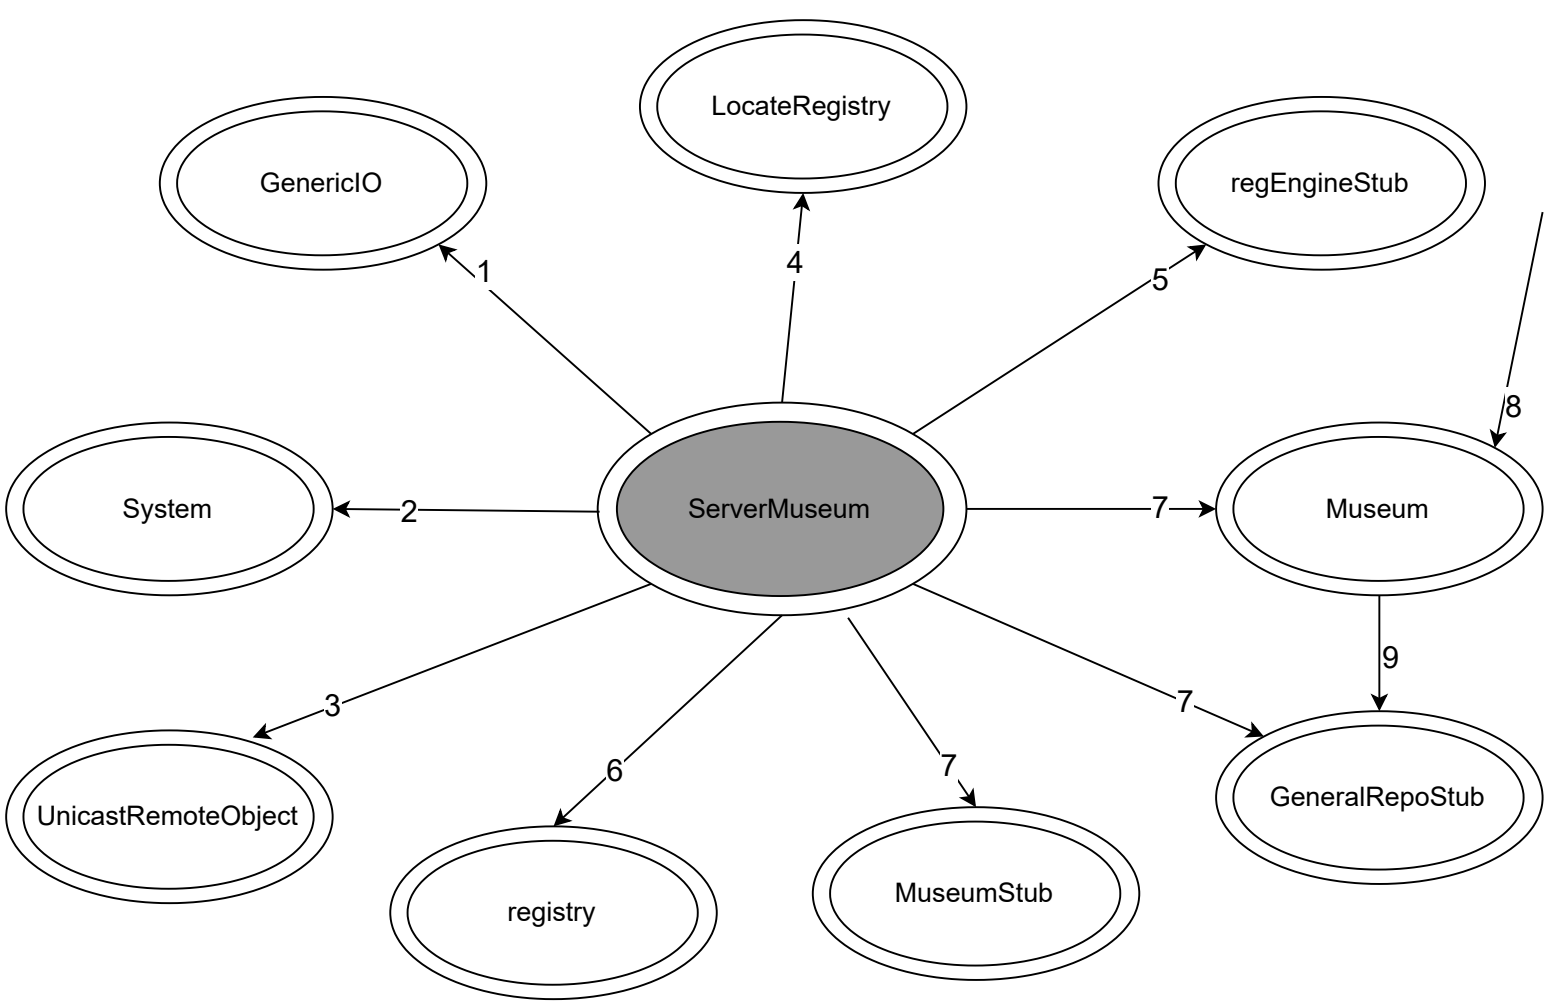 LocateRegistry
GenericIO
regEngineStub
1
4
5
8
System
2
ServerMuseum
7
Museum
9
3
7
6
7
UnicastRemoteObject
GeneralRepoStub
registry
MuseumStub